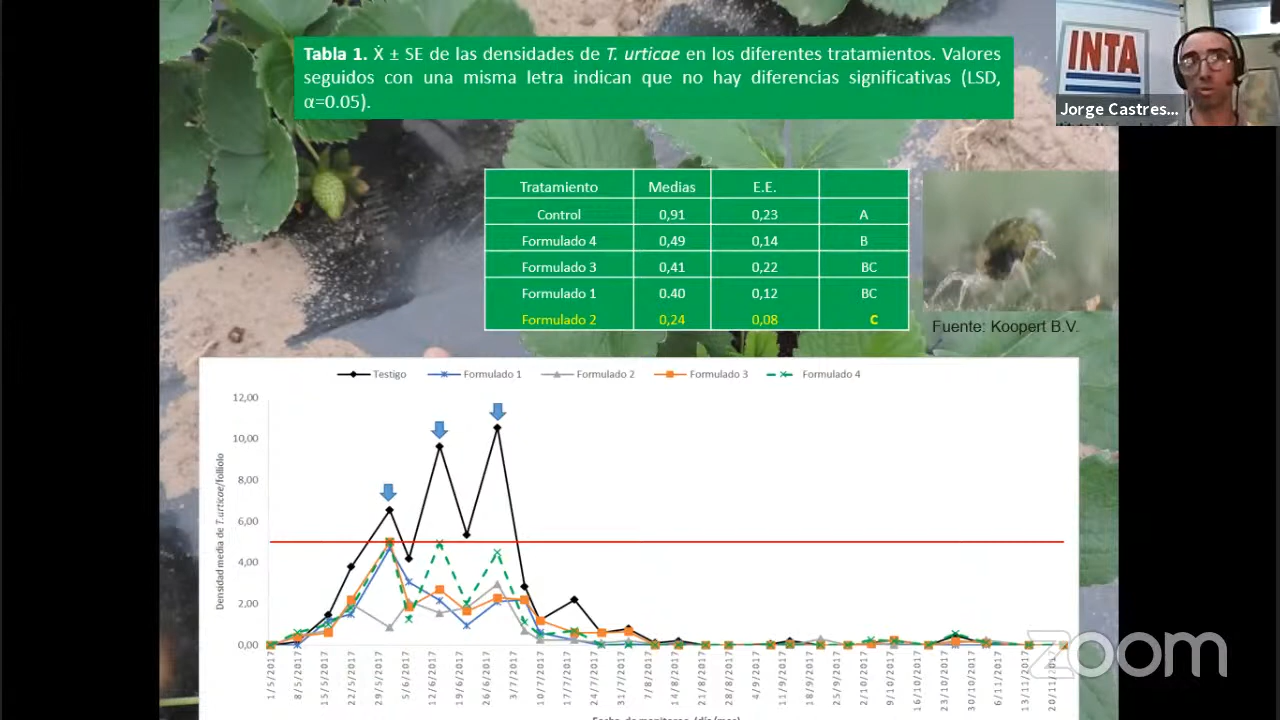 Tabla 1. Ẋ ± SE de las densidades de T. urticae en los diferentes tratamientos. Valores
seguidos con una misma letra indican que no hay diferencias significativas (LSD,
α=0.05).
INTA
Jorge Castres...
Tratamiento Medias E.E.
Control 0,91 0,23 A
Formulado 4 0,49 0,14 B
Formulado 3 0,41 0,22 BC
Formulado 1 0.40 0,12 BC
Formulado 2 0,24 0,08 C
Fuente: Koopert B.V.
Testigo Formulado 1 Formulado 2 Formulado 3 Formulado 4
12,00
10,00
8,00
6,00
4,00
2,00
0,00
Densidad media de T.urticae/folíolo
1/5/2017
8/5/2017
15/5/2017
22/5/2017
29/5/2017
5/6/2017
12/6/2017
19/6/2017
26/6/2017
3/7/2017
10/7/2017
17/7/2017
24/7/2017
31/7/2017
7/8/2017
14/8/2017
21/8/2017
28/8/2017
4/9/2017
11/9/2017
18/9/2017
25/9/2017
2/10/2017
9/10/2017
16/10/2017
23/10/2017
30/10/2017
6/11/2017
13/11/2017
20/11/2017
zoom